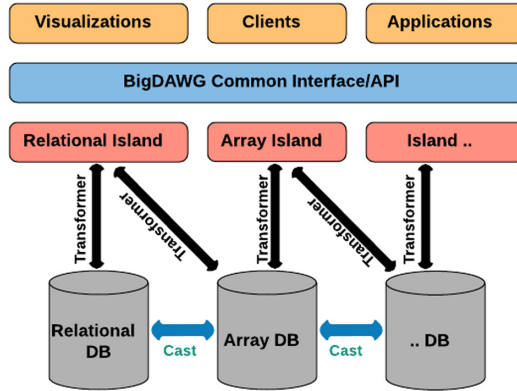 Visualizations
Clients
Applications
BigDAWG Common Interface/API
Relational Island
Array Island
Island ..
Transformer
Transformer
Transformer
Transformer
Transformer
Relational
DB
Array DB
.. DB
Cast
Cast